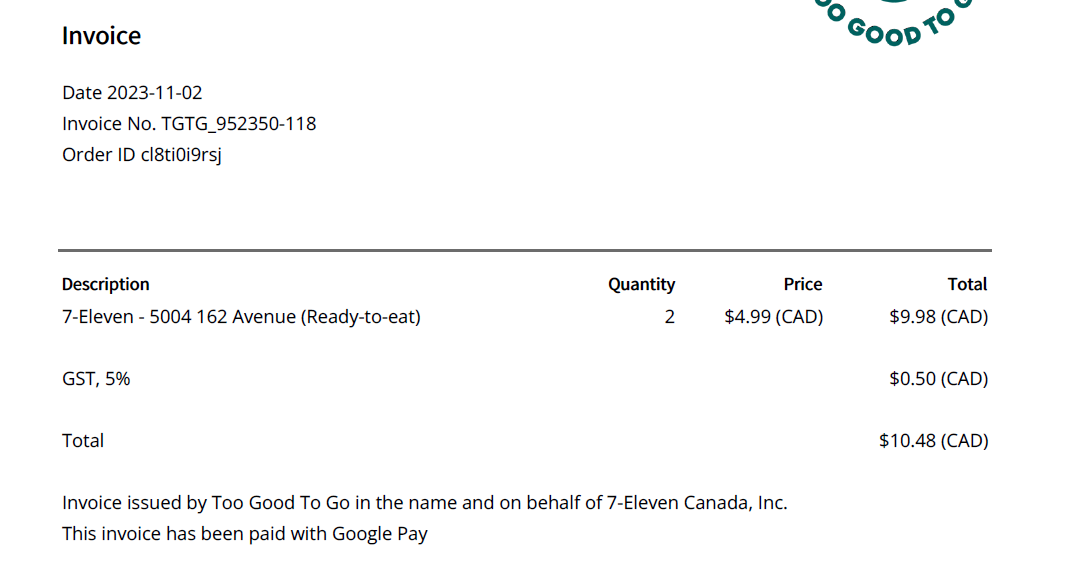 OO GOOD TO G
Invoice
Date 2023-11-02
Invoice No. TGTG_952350-118
Order ID cl8ti0i9rsj
Description Quantity Price Total
7-Eleven - 5004 162 Avenue (Ready-to-eat) 2 $4.99 (CAD) $9.98 (CAD)
GST, 5% $0.50 (CAD)
Total $10.48 (CAD)
Invoice issued by Too Good To Go in the name and on behalf of 7-Eleven Canada, Inc.
This invoice has been paid with Google Pay